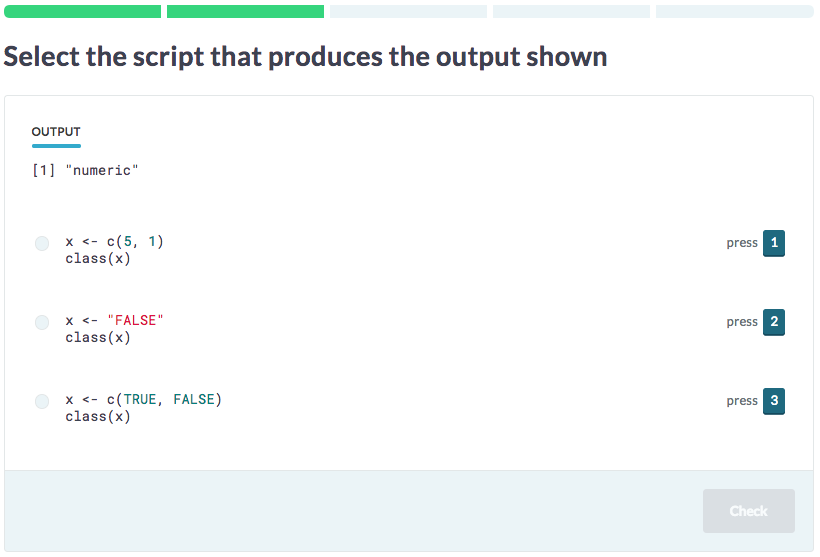 Select the script that produces the output shown
OUTPUT
[1] "numeric"
x <- c(5, 1)
class(x)
press 1
x <- "FALSE"
class(x)
press 2
x <- c(TRUE, FALSE)
class(x)
press 3
Check